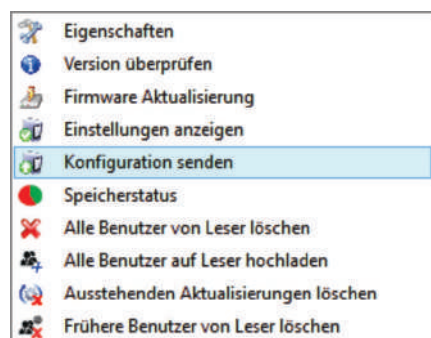 Eigenschaften
Version überprüfen
Firmware Aktualisierung
Einstellungen anzeigen
Konfiguration senden
Speicherstatus
Alle Benutzer von Leser löschen
Alle Benutzer auf Leser hochladen
Ausstehenden Aktualisierungen löschen
Frühere Benutzer von Leser löschen